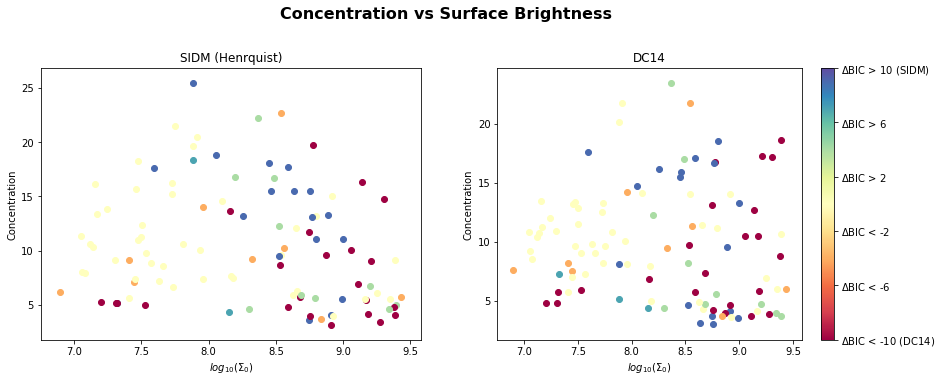 Concentration vs Surface Brightness
SIDM (Henrquist)
Concentration
25
20
15
10
5
7.0 7.5 8.0 8.5 9.0 9.5
log10(Σ0)
DC14
Concentration
20
15
10
5
7.0 7.5 8.0 8.5 9.0 9.5
log10(Σ0)
ΔBIC > 10 (SIDM)
ΔBIC > 6
ΔBIC > 2
ΔBIC < -2
ΔBIC < -6
ΔBIC < -10 (DC14)